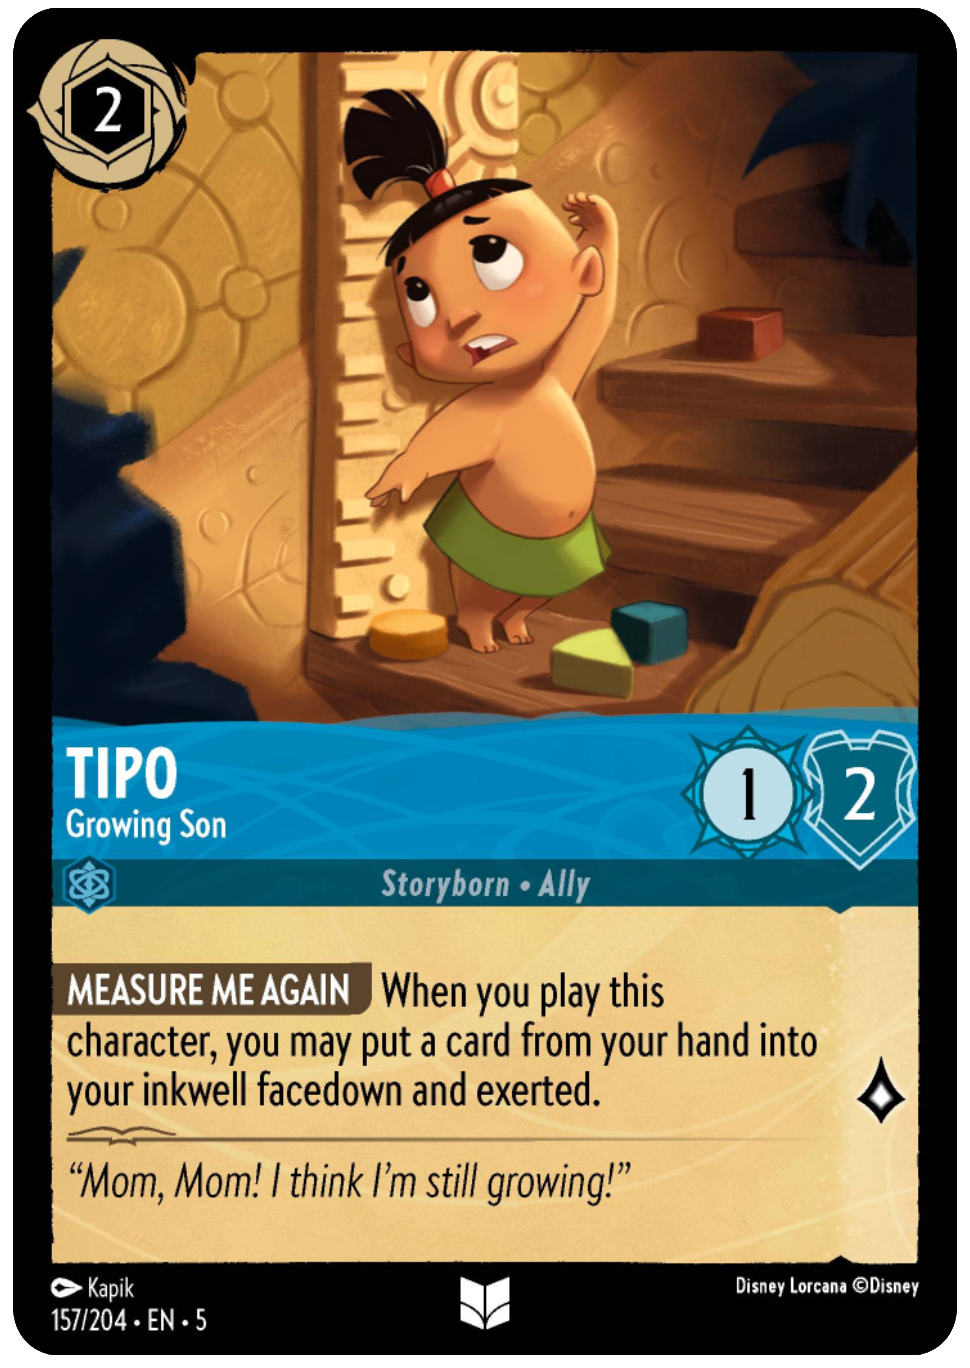 2
TIPO
Growing Son
1
2
Storyborn • Ally
MEASURE ME AGAIN When you play this
character, you may put a card from your hand into
your inkwell facedown and exerted.
“Mom, Mom! I think I’m still growing!”
Kapik
157/204 • EN • 5
Disney Lorcana ©Disney